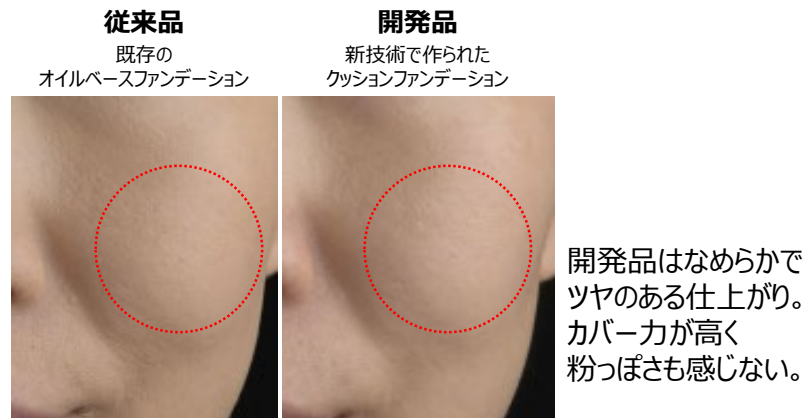 従来品
既存の
オイルベースファンデーション
開発品
新技術で作られた
クッションファンデーション
開発品はなめらかで
ツヤのある仕上がり。
カバー力が高く
粉っぽさも感じない。